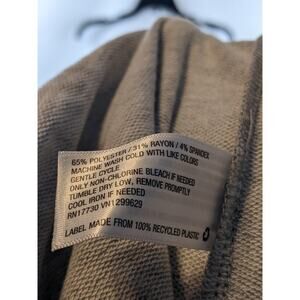 65% POLYESTER / 31% RAYON / 4% SPANDEX
MACHINE WASH COLD WITH LIKE COLORS
GENTLE CYCLE
ONLY NON-CHLORINE BLEACH IF NEEDED
TUMBLE DRY LOW, REMOVE PROMPTLY
COOL IRON IF NEEDED
RN17730 VN1299629
LABEL MADE FROM 100% RECYCLED PLASTIC